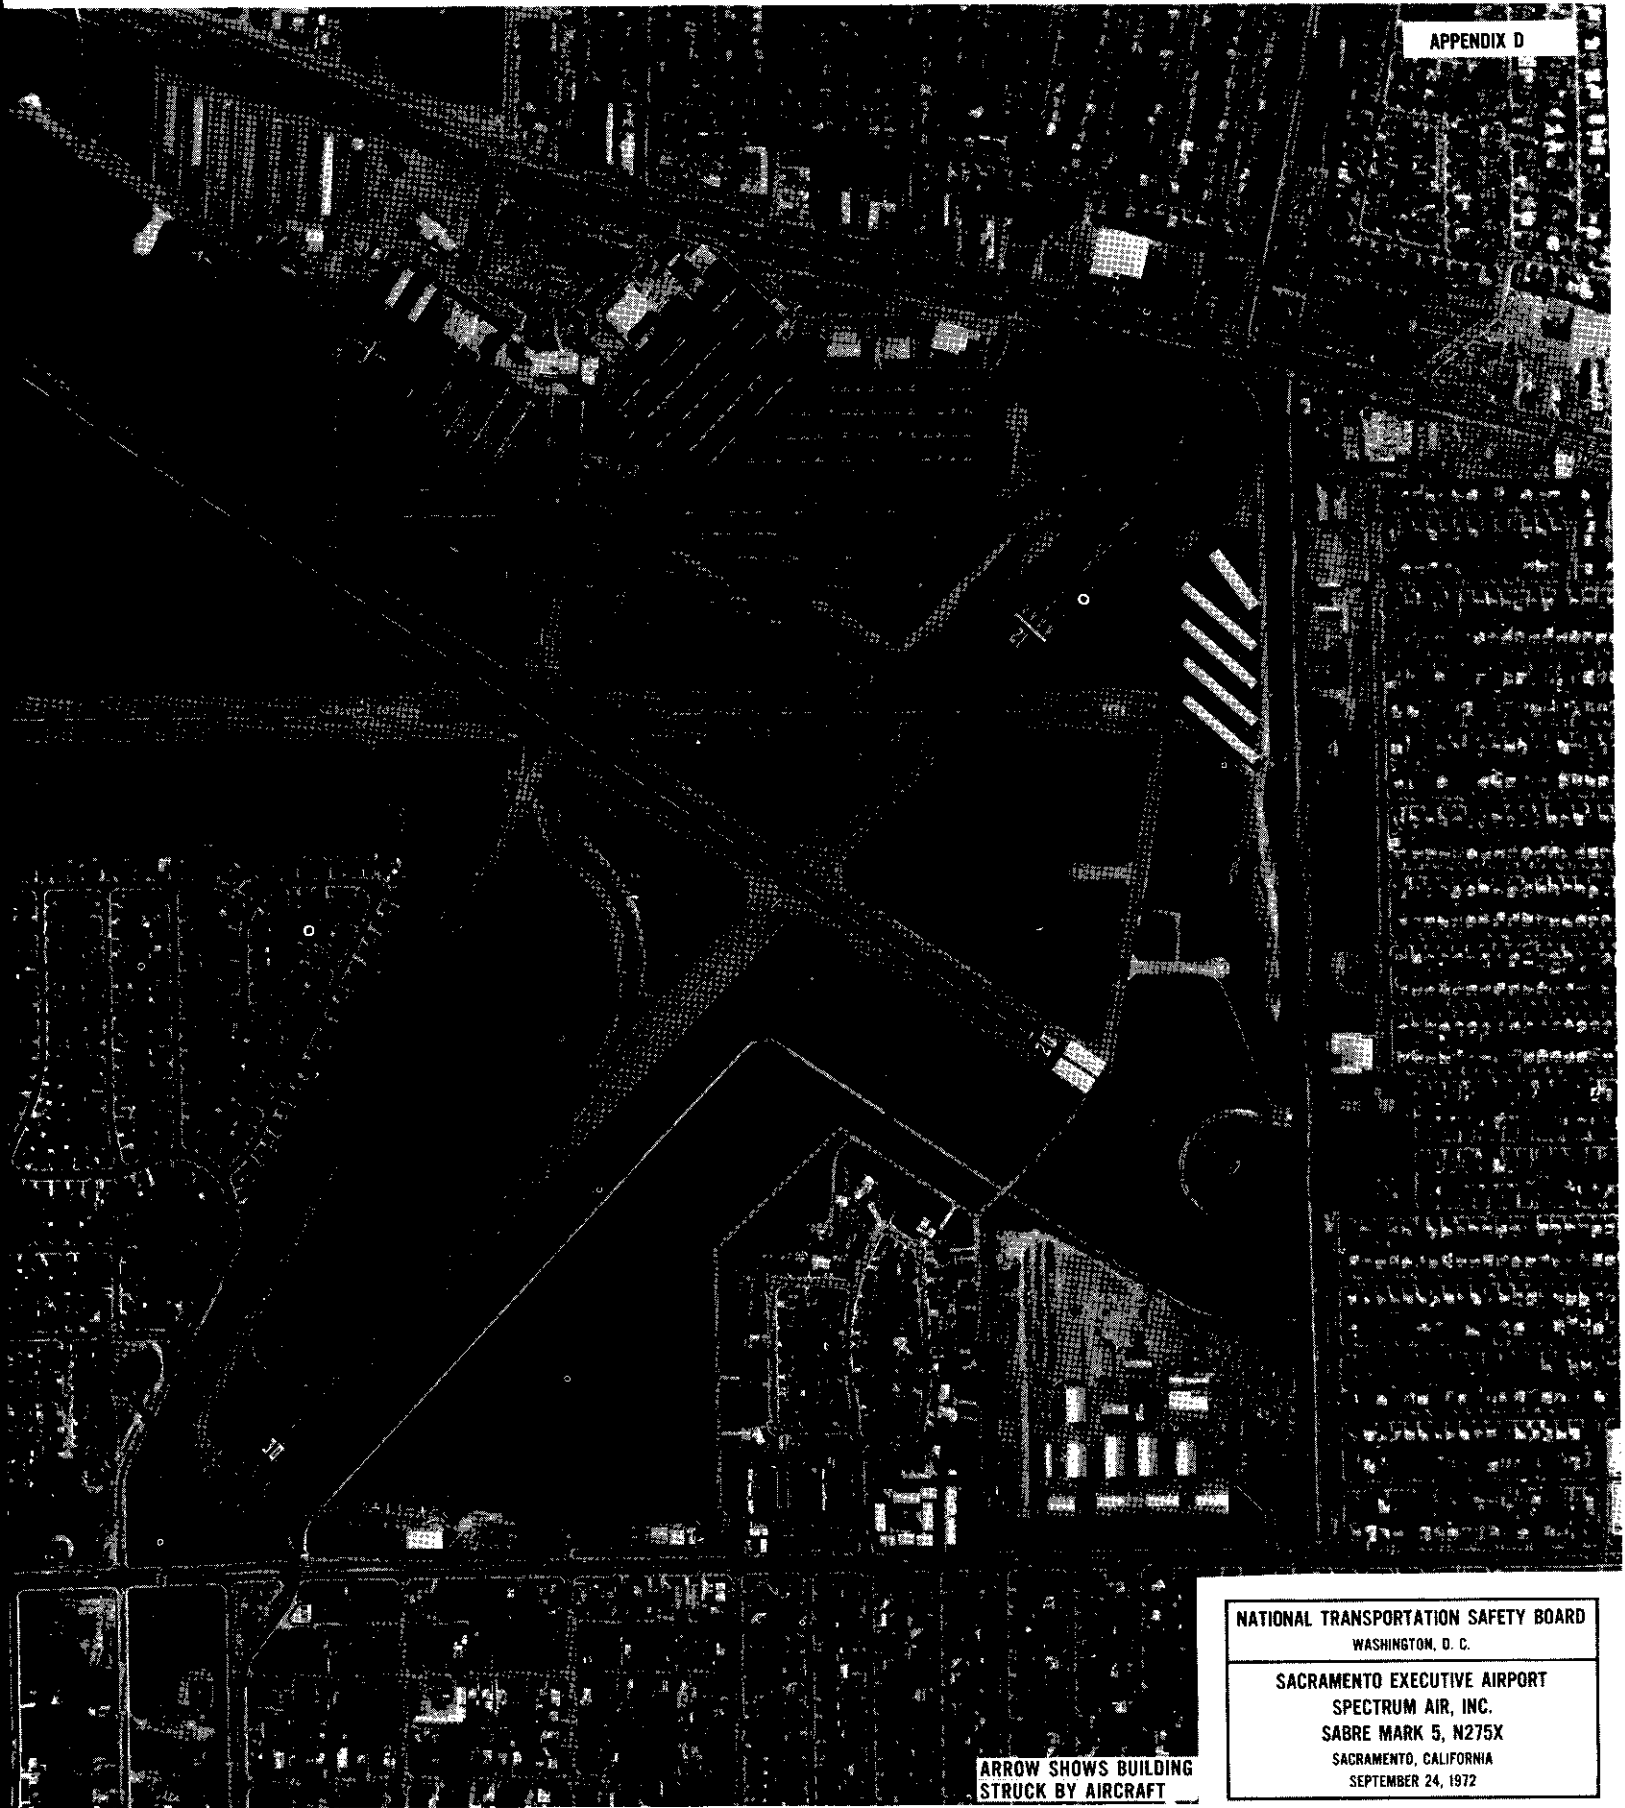 APPENDIX D
ARROW SHOWS BUILDING
STRUCK BY AIRCRAFT
NATIONAL TRANSPORTATION SAFETY BOARD
WASHINGTON, D. C.
SACRAMENTO EXECUTIVE AIRPORT
SPECTRUM AIR, INC.
SABRE MARK 5, N275X
SACRAMENTO, CALIFORNIA
SEPTEMBER 24, 1972